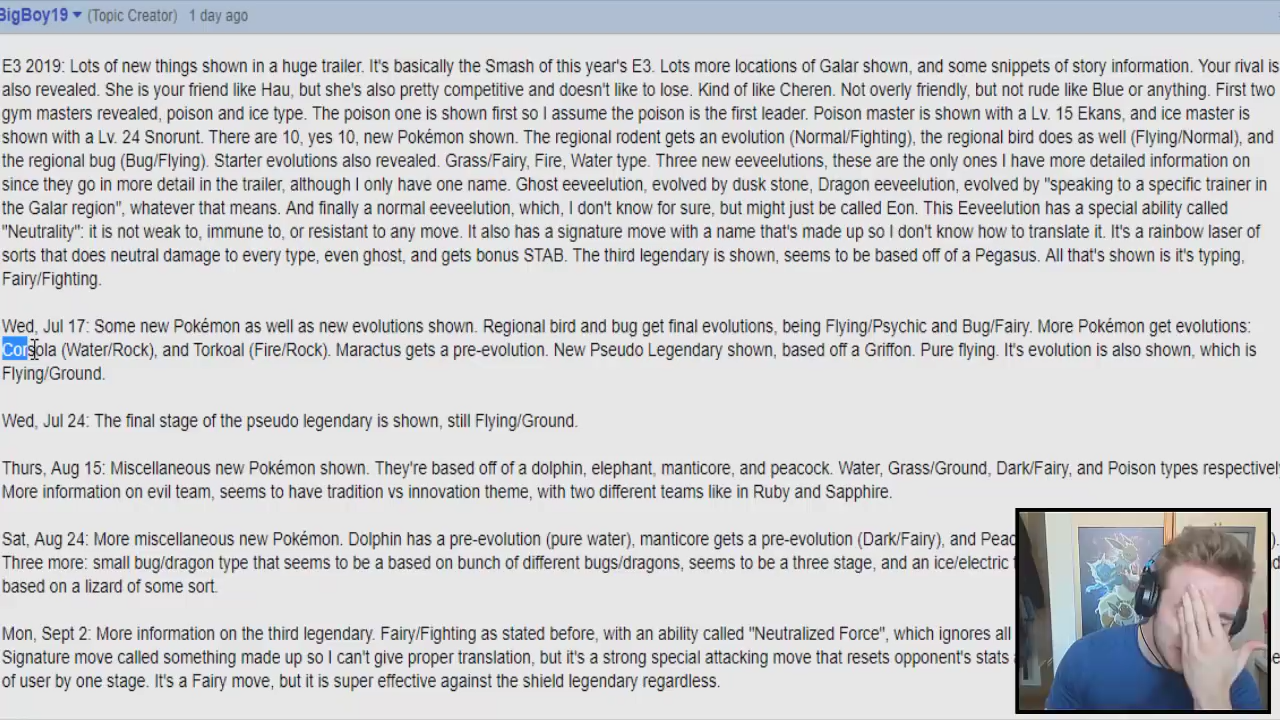 BigBoy19 (Topic Creator) 1 day ago
E3 2019: Lots of new things shown in a huge trailer. It's basically the Smash of this year's E3. Lots more locations of Galar shown, and some snippets of story information. Your rival is
also revealed. She is your friend like Hau, but she's also pretty competitive and doesn't like to lose. Kind of like Cheren. Not overly friendly, but not rude like Blue or anything. First two
gym masters revealed, poison and ice type. The poison one is shown first so I assume the poison is the first leader. Poison master is shown with a Lv. 15 Ekans, and ice master is
shown with a Lv. 24 Snorunt. There are 10, yes 10, new Pokémon shown. The regional rodent gets an evolution (Normal/Fighting), the regional bird does as well (Flying/Normal), and
the regional bug (Bug/Flying). Starter evolutions also revealed. Grass/Fairy, Fire, Water type. Three new eeveelutions, these are the only ones I have more detailed information on
since they go in more detail in the trailer, although I only have one name. Ghost eeveelution, evolved by dusk stone, Dragon eeveelution, evolved by "speaking to a specific trainer in
the Galar region", whatever that means. And finally a normal eeveelution, which, I don't know for sure, but might just be called Eon. This Eeveelution has a special ability called
"Neutrality": it is not weak to, immune to, or resistant to any move. It also has a signature move with a name that's made up so I don't know how to translate it. It's a rainbow laser of
sorts that does neutral damage to every type, even ghost, and gets bonus STAB. The third legendary is shown, seems to be based off of a Pegasus. All that's shown is it's typing,
Fairy/Fighting.
Wed, Jul 17: Some new Pokémon as well as new evolutions shown. Regional bird and bug get final evolutions, being Flying/Psychic and Bug/Fairy. More Pokémon get evolutions:
Corsola (Water/Rock), and Torkoal (Fire/Rock). Maractus gets a pre-evolution. New Pseudo Legendary shown, based off a Griffon. Pure flying. It's evolution is also shown, which is
Flying/Ground.
Wed, Jul 24: The final stage of the pseudo legendary is shown, still Flying/Ground.
Thurs, Aug 15: Miscellaneous new Pokémon shown. They're based off of a dolphin, elephant, manticore, and peacock. Water, Grass/Ground, Dark/Fairy, and Poison types respectively
More information on evil team, seems to have tradition vs innovation theme, with two different teams like in Ruby and Sapphire.
Sat, Aug 24: More miscellaneous new Pokémon. Dolphin has a pre-evolution (pure water), manticore gets a pre-evolution (Dark/Fairy), and
Three more: small bug/dragon type that seems to be a based on bunch of different bugs/dragons, seems to be a three stage, and an ice/electric
based on a lizard of some sort.
Mon, Sept 2: More information on the third legendary. Fairy/Fighting as stated before, with an ability called "Neutralized Force", which ignores all
Signature move called something made up so I can't give proper translation, but it's a strong special attacking move that resets opponent's stats
of user by one stage. It's a Fairy move, but it is super effective against the shield legendary regardless.